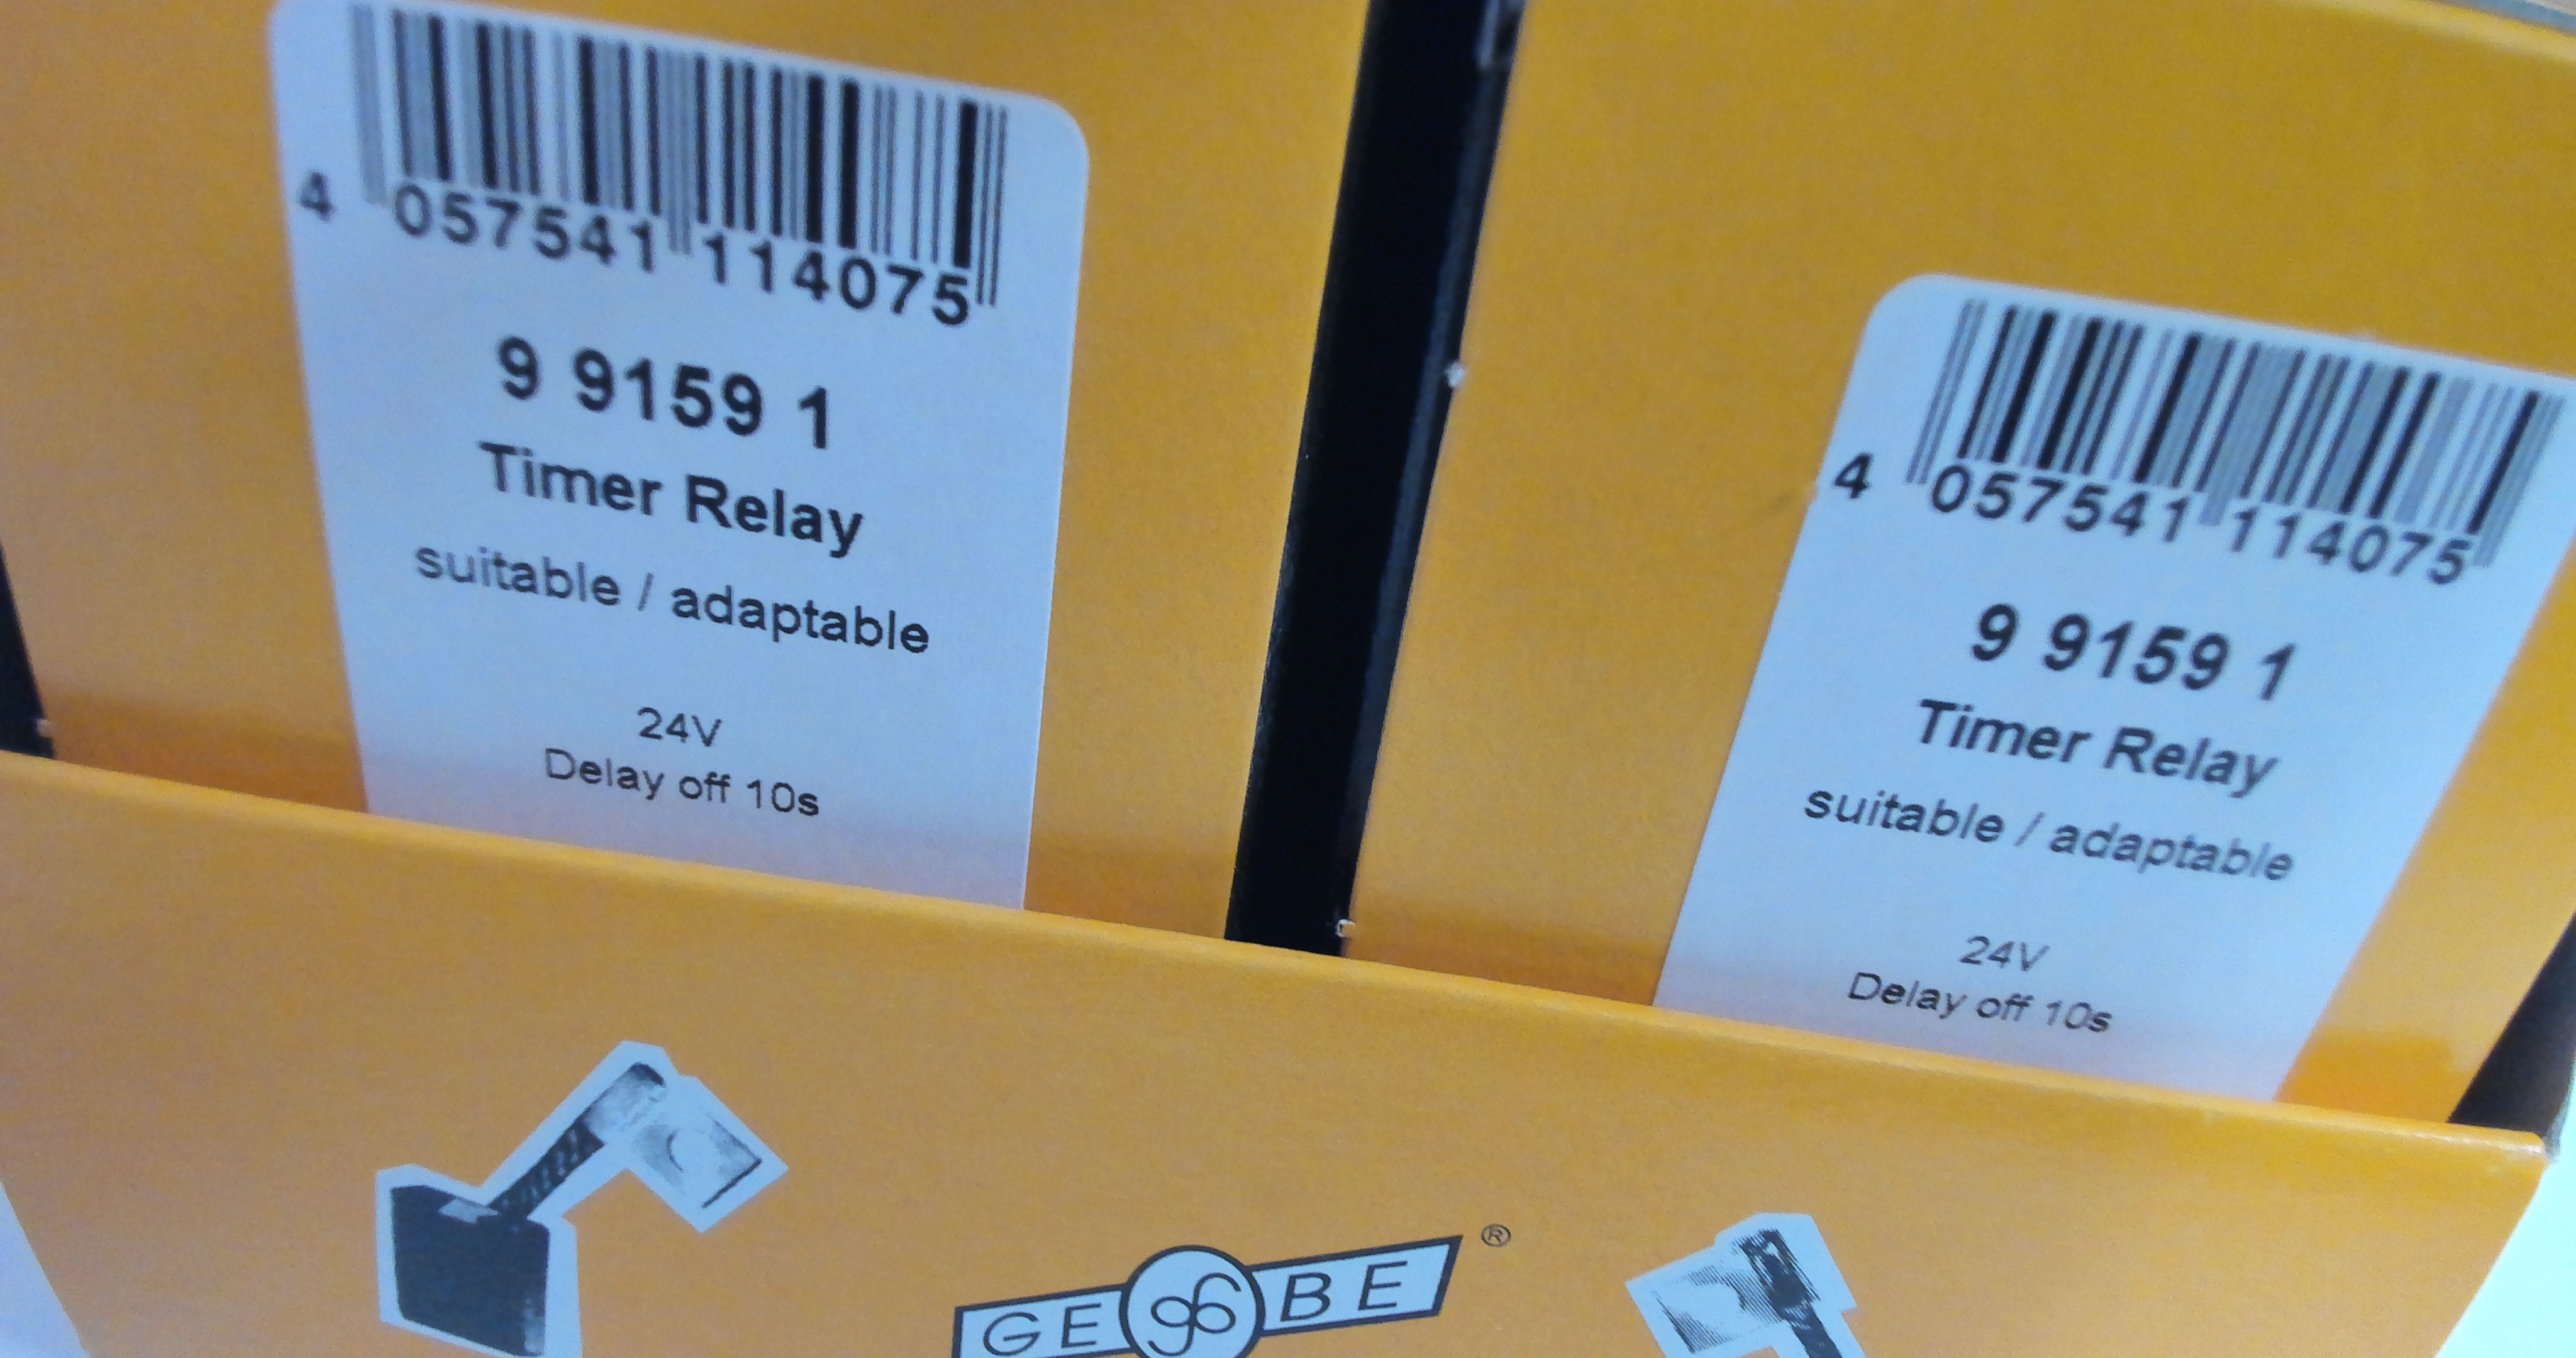 4 057541 114075
9 9159 1
Timer Relay
suitable / adaptable
24V
Delay off 10s
4 057541 114075
9 9159 1
Timer Relay
suitable / adaptable
24V
Delay off 10s
GE BE ®